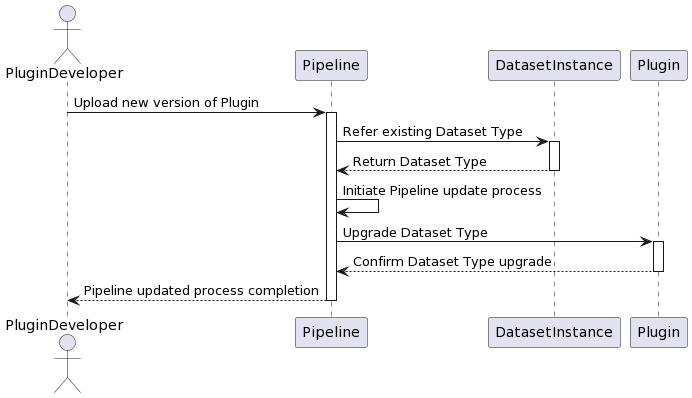 PluginDeveloper
Pipeline
DatasetInstance
Plugin
Upload new version of Plugin
Refer existing Dataset Type
Return Dataset Type
Initiate Pipeline update process
Upgrade Dataset Type
Confirm Dataset Type upgrade
Pipeline updated process completion
PluginDeveloper
Pipeline
DatasetInstance
Plugin